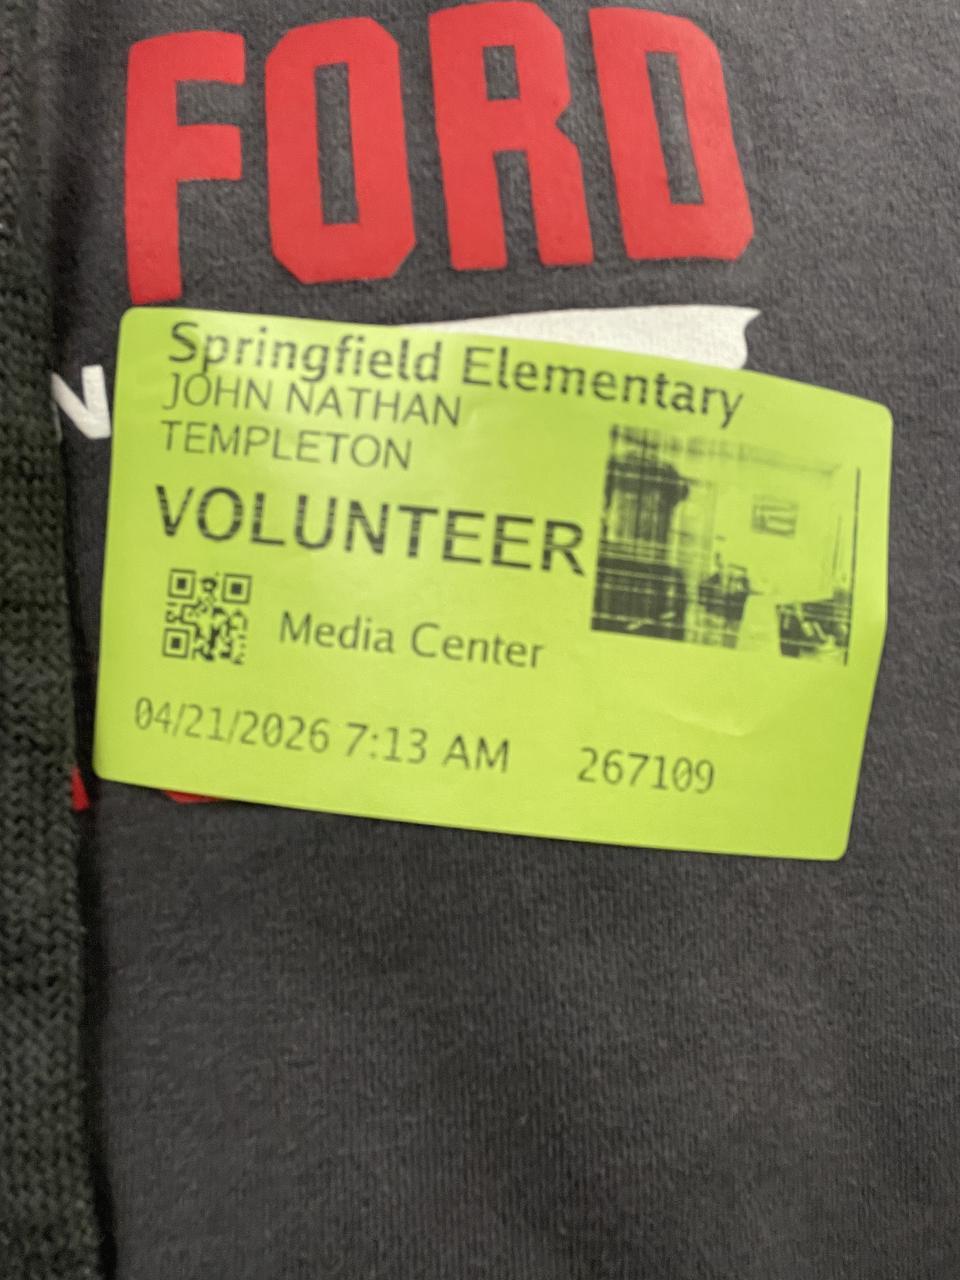 FORD
Springfield Elementary
JOHN NATHAN
TEMPLETON
VOLUNTEER
Media Center
04/21/2026 7:13 AM 267109